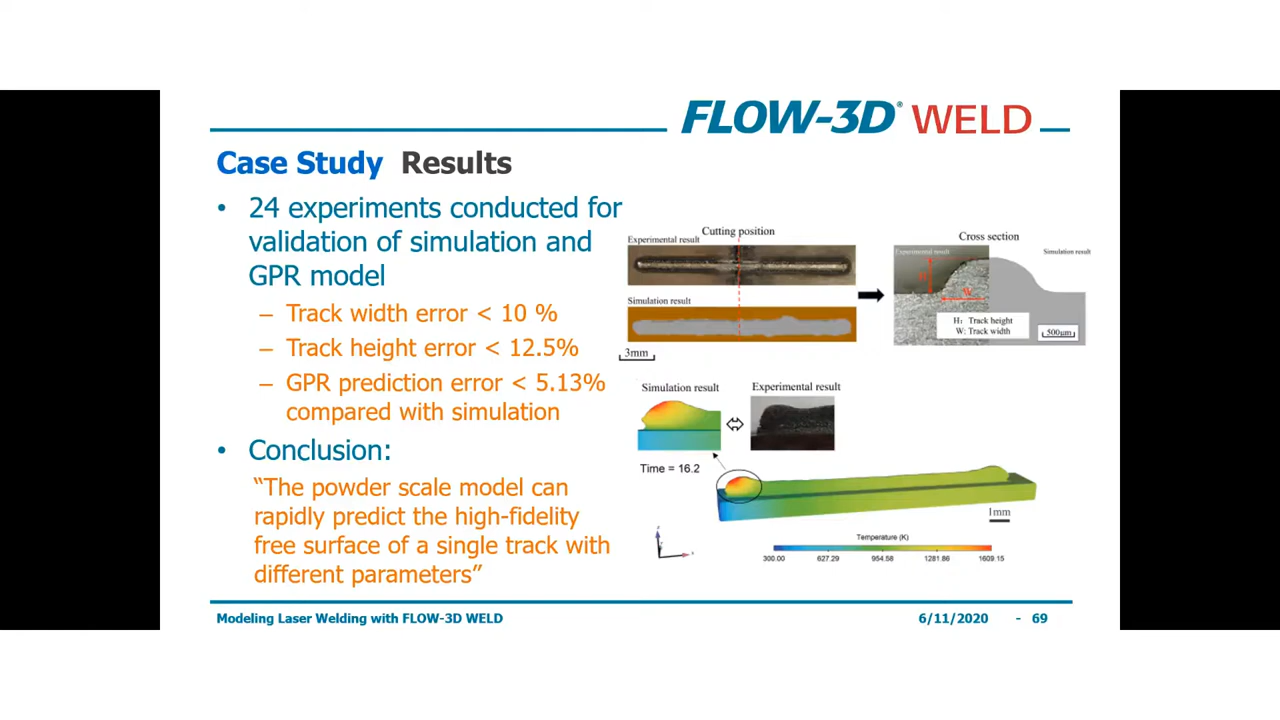 FLOW-3D® WELD
Case Study Results
• 24 experiments conducted for
validation of simulation and
GPR model
– Track width error < 10 %
– Track height error < 12.5%
– GPR prediction error < 5.13%
compared with simulation
• Conclusion:
“The powder scale model can
rapidly predict the high-fidelity
free surface of a single track with
different parameters”
Cutting position
Experimental result
Simulation result
3mm
Cross section
Experimental result
Simulation result
H
W
H: Track height
W: Track width
500μm
Simulation result
Experimental result
Time = 16.2
1mm
Temperature (K)
300.00 627.29 954.58 1281.86 1609.15
Modeling Laser Welding with FLOW-3D WELD
6/11/2020 - 69